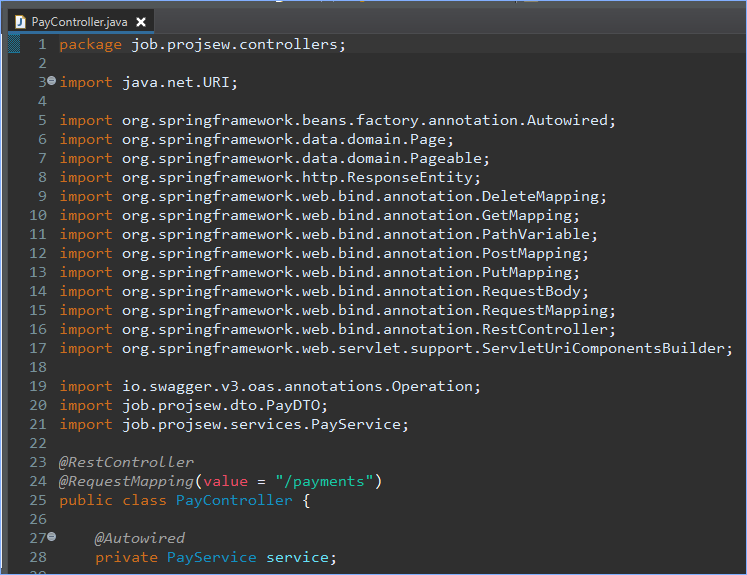 PayController.java
1 package job.projsew.controllers;
2
3 import java.net.URI;
4
5 import org.springframework.beans.factory.annotation.Autowired;
6 import org.springframework.data.domain.Page;
7 import org.springframework.data.domain.Pageable;
8 import org.springframework.http.ResponseEntity;
9 import org.springframework.web.bind.annotation.DeleteMapping;
10 import org.springframework.web.bind.annotation.GetMapping;
11 import org.springframework.web.bind.annotation.PathVariable;
12 import org.springframework.web.bind.annotation.PostMapping;
13 import org.springframework.web.bind.annotation.PutMapping;
14 import org.springframework.web.bind.annotation.RequestBody;
15 import org.springframework.web.bind.annotation.RequestMapping;
16 import org.springframework.web.bind.annotation.RestController;
17 import org.springframework.web.servlet.support.ServletUriComponentsBuilder;
18
19 import io.swagger.v3.oas.annotations.Operation;
20 import job.projsew.dto.PayDTO;
21 import job.projsew.services.PayService;
22
23 @RestController
24 @RequestMapping(value = "/payments")
25 public class PayController {
26
27 @Autowired
28 private PayService service;